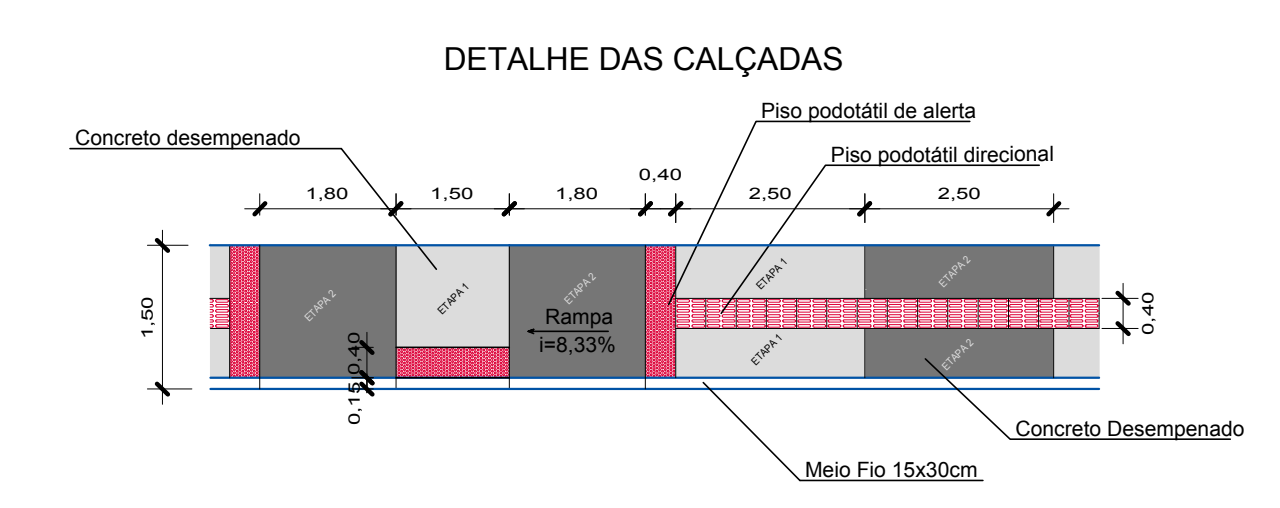 DETALHE DAS CALÇADAS
Piso podotátil de alerta
Concreto desempenado
Piso podotátil direcional
0,40
1,80
1,50
1,80
2,50
2,50
ETAPA 2
ETAPA 1
ETAPA 2
ETAPA 1
ETAPA 2
1,50
Rampa
i=8,33%
0,40
0,40
0,15
ETAPA 1
ETAPA 2
Concreto Desempenado
Meio Fio 15x30cm